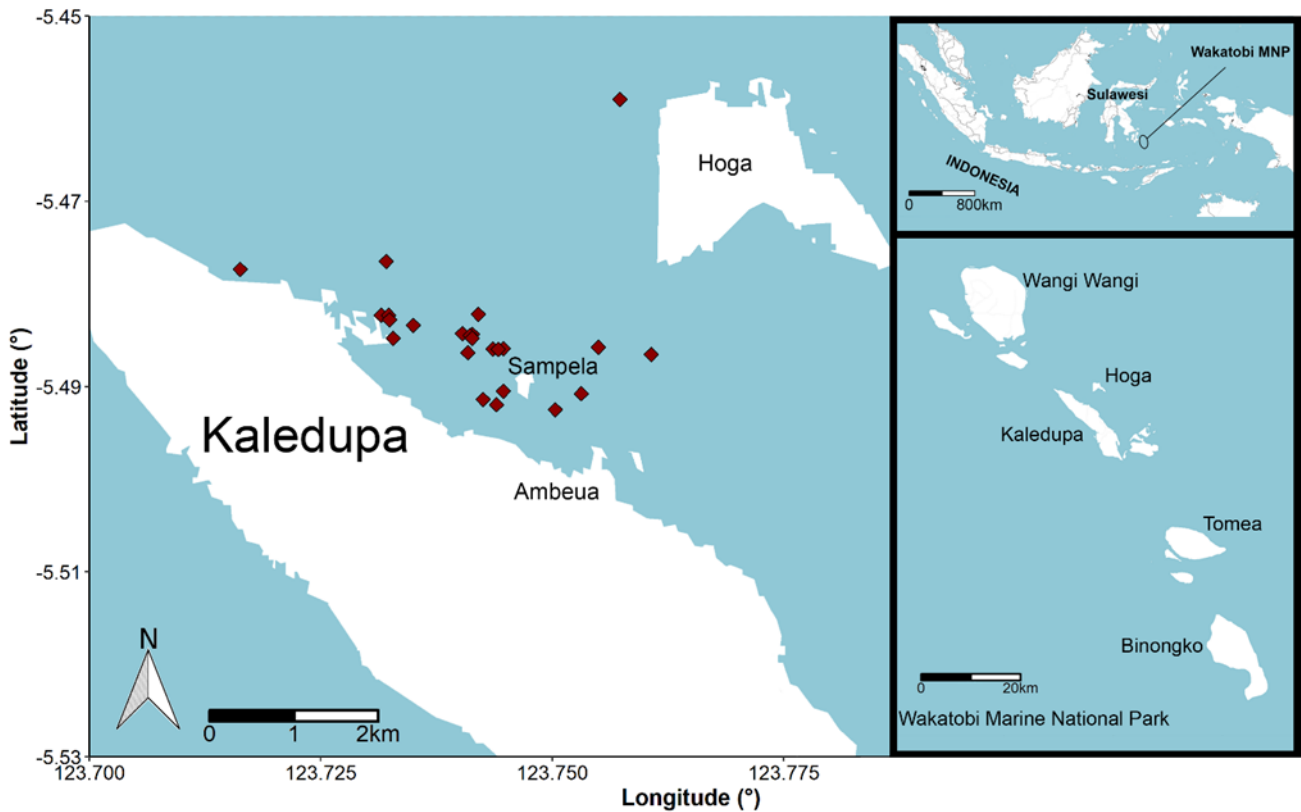 -5.45
-5.47
-5.49
-5.51
-5.53
Latitude (°)
Hoga
Sampela
Kaledupa
Ambeua
N
0 1 2km
123.700 123.725 123.750 123.775
Longitude (°)
Wakatobi MNP
Sulawesi
INDONESIA
0 800km
Wangi Wangi
Hoga
Kaledupa
Tomea
Binongko
0 20km
Wakatobi Marine National Park